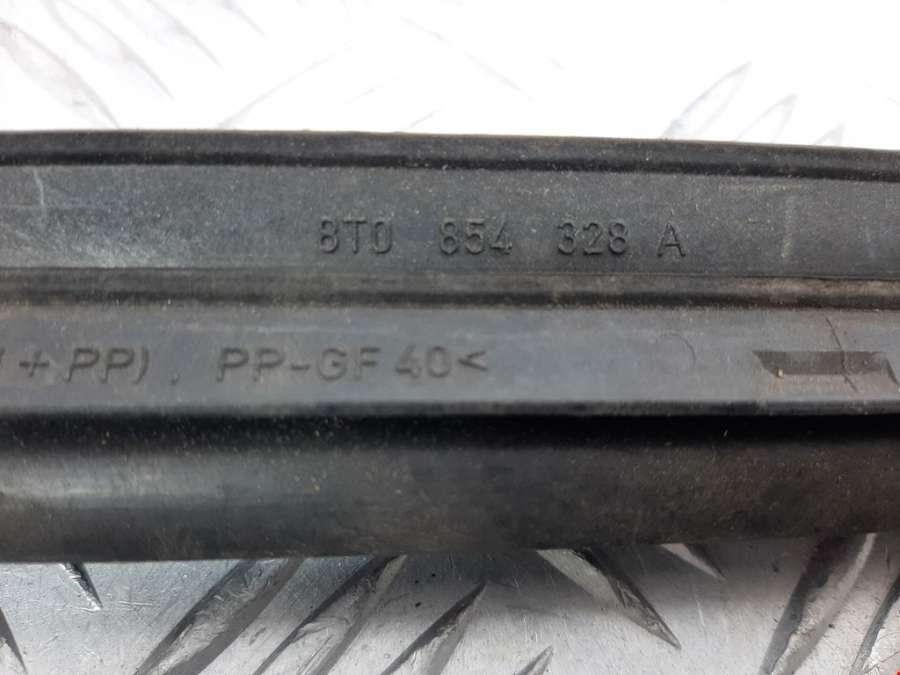 8T0 854 328 A
+ PP) , PP-GF 40<